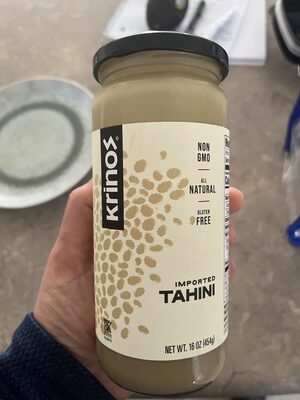 krinos
NON
GMO
ALL
NATURAL
GLUTEN
FREE
IMPORTED
TAHINI
NET WT. 16 OZ (454g)